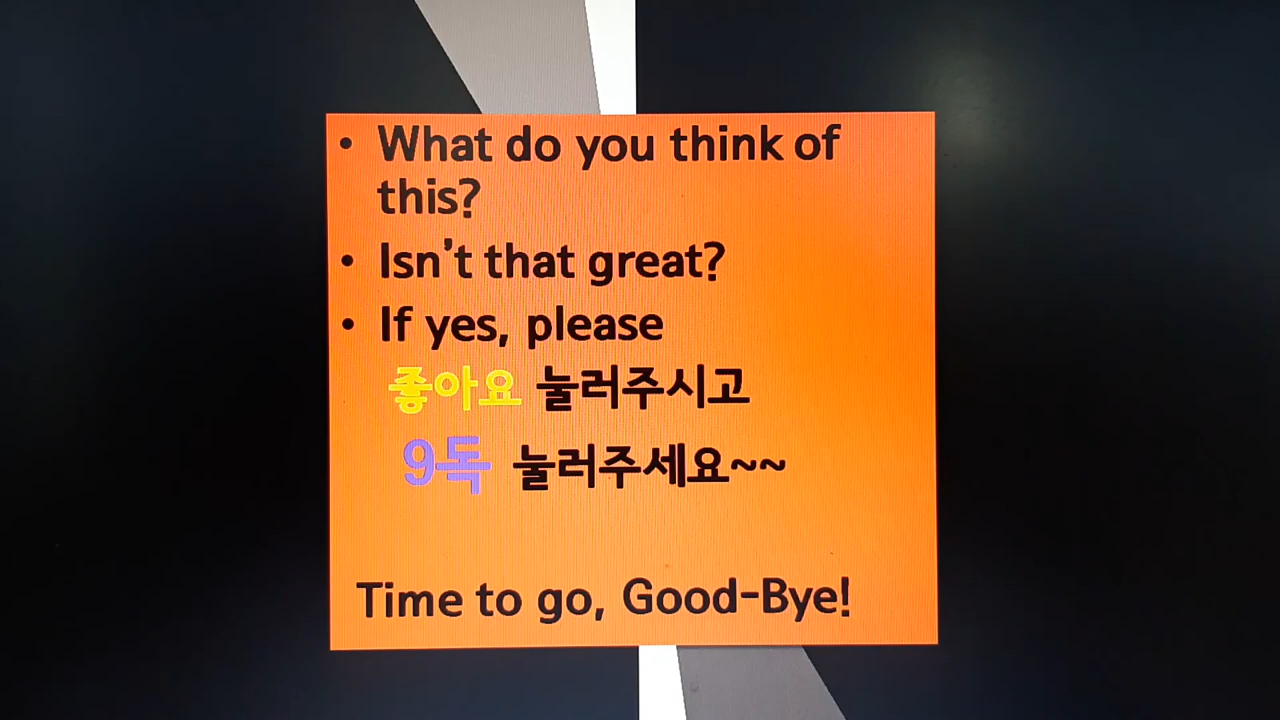 • What do you think of
this?
• Isn't that great?
• If yes, please
좋아요 눌러주시고
9독 눌러주세요~~
Time to go, Good-Bye!